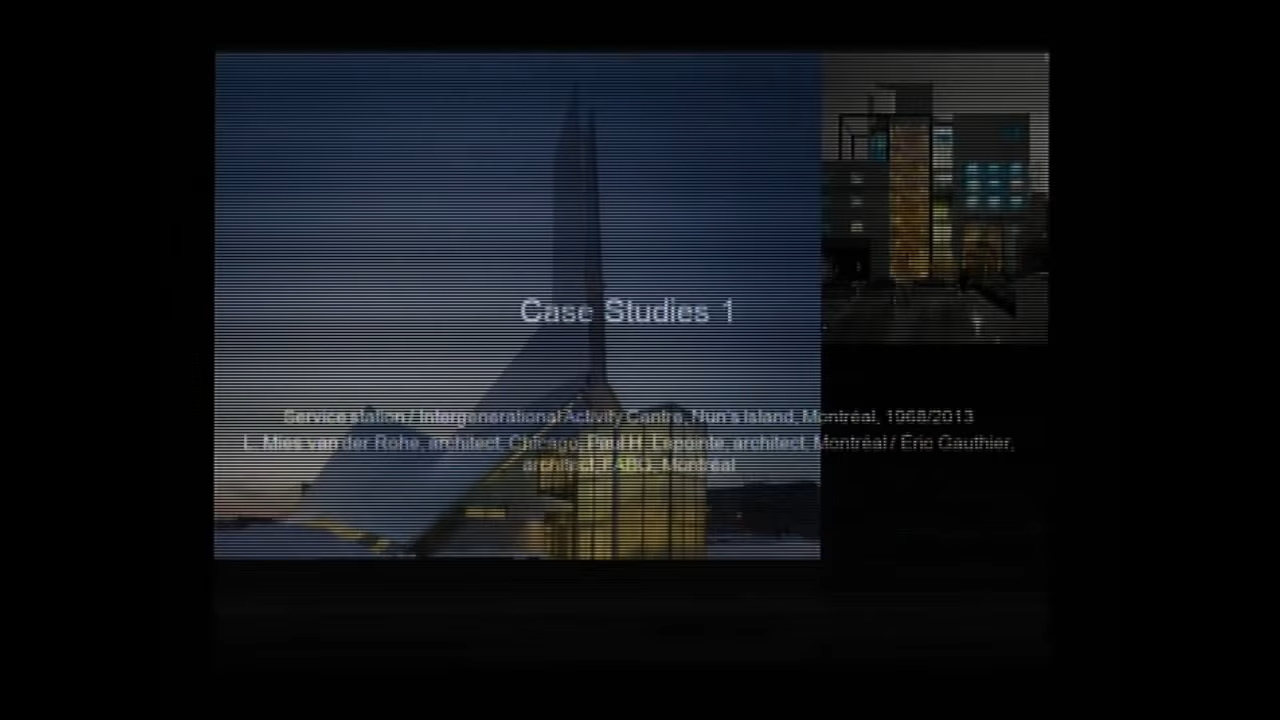 Case Studies 1
Service station / Intergenerational Activity Centre, Nun's Island, Montréal, 1968/2013
L. Mies van der Rohe, architect, Chicago, Paul H. Lapointe, architect, Montréal / Éric Gauthier,
architect, FABG, Montréal